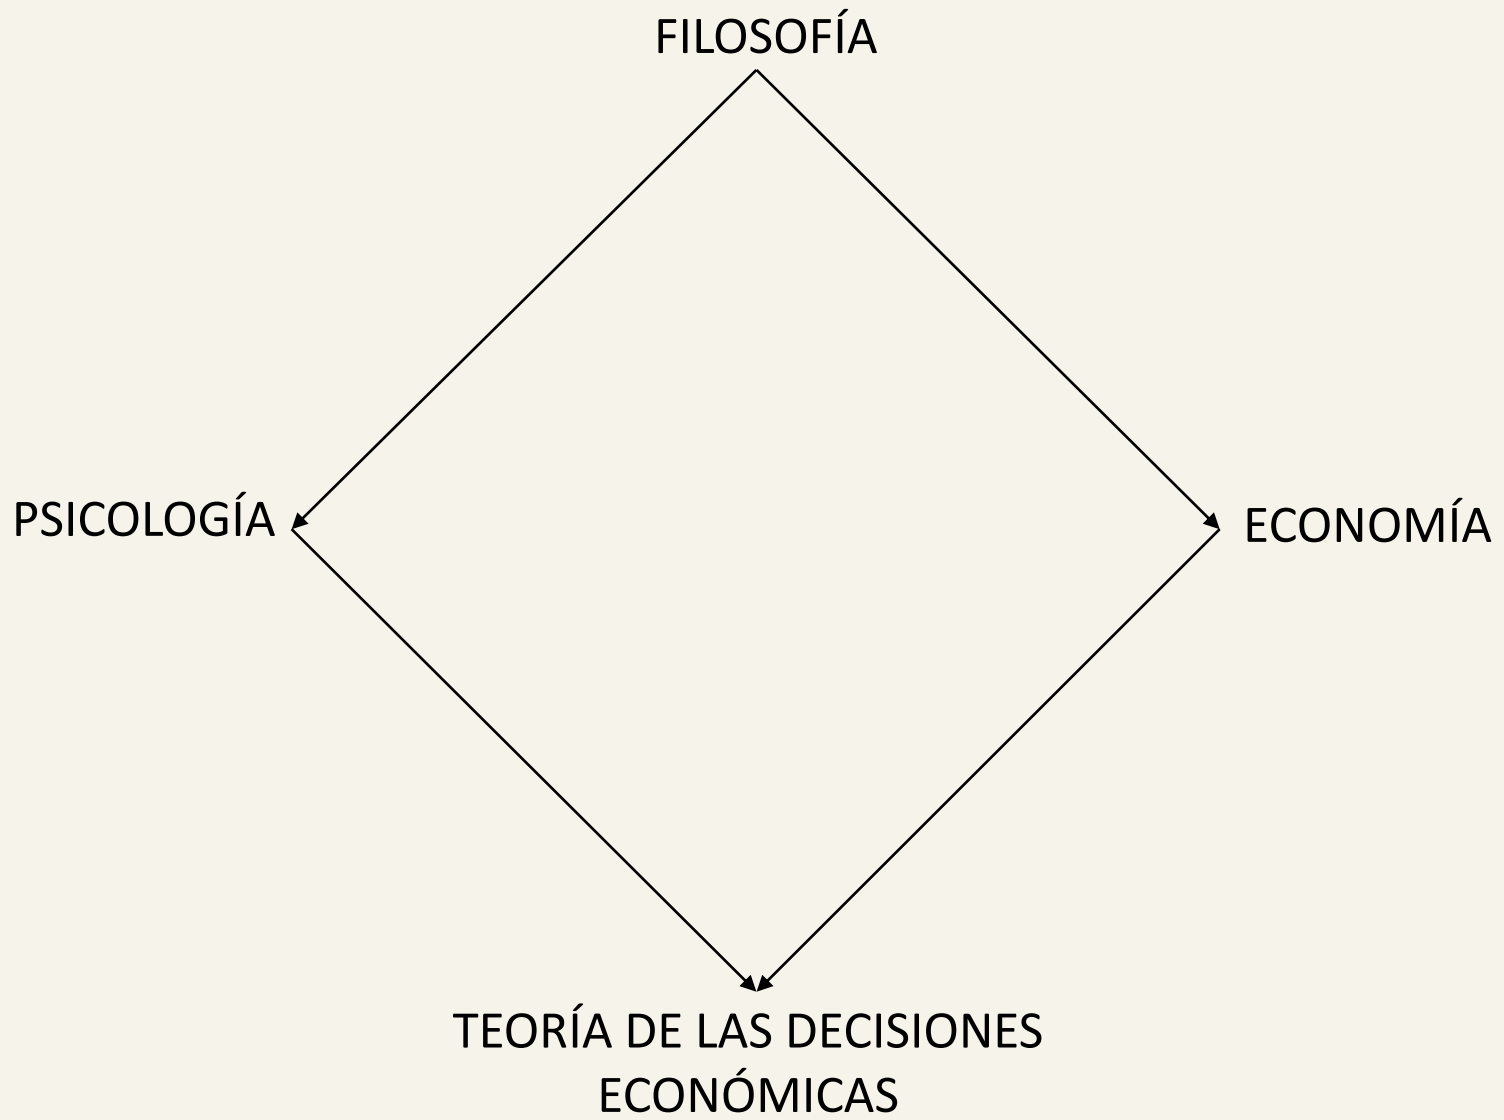 FILOSOFÍA
PSICOLOGÍA
ECONOMÍA
TEORÍA DE LAS DECISIONES
ECONÓMICAS